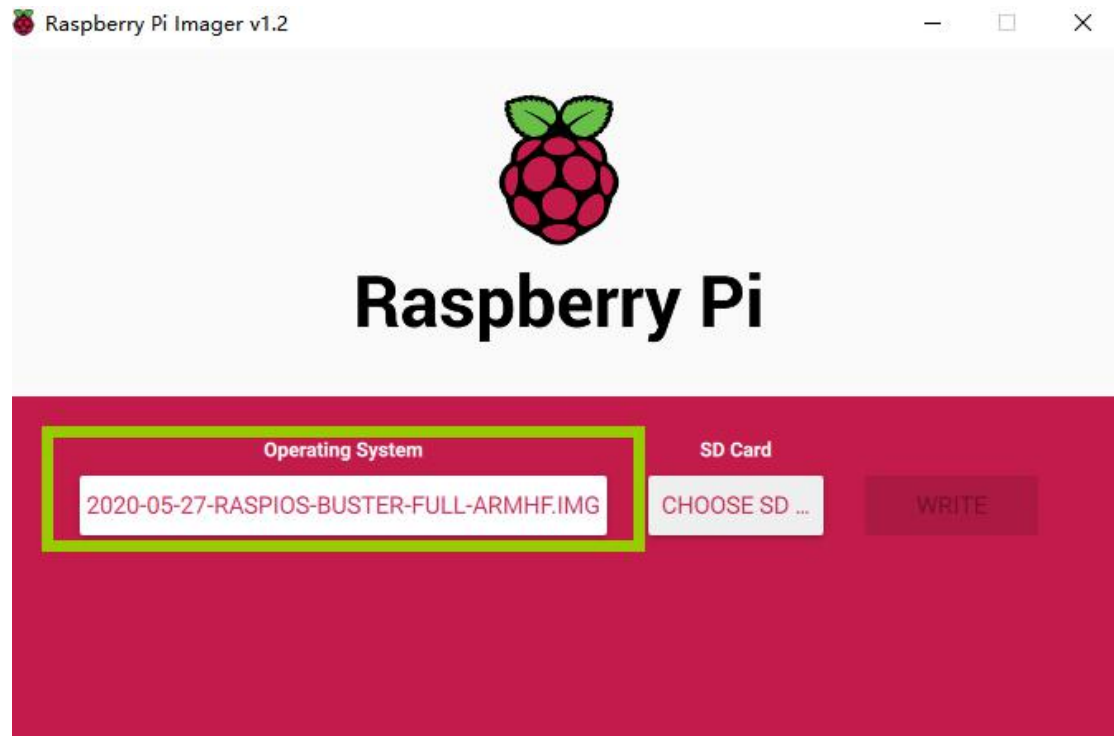 Raspberry Pi Imager v1.2
Raspberry Pi
Operating System
SD Card
2020-05-27-RASPIOS-BUSTER-FULL-ARMHF.IMG
CHOOSE SD ...
WRITE